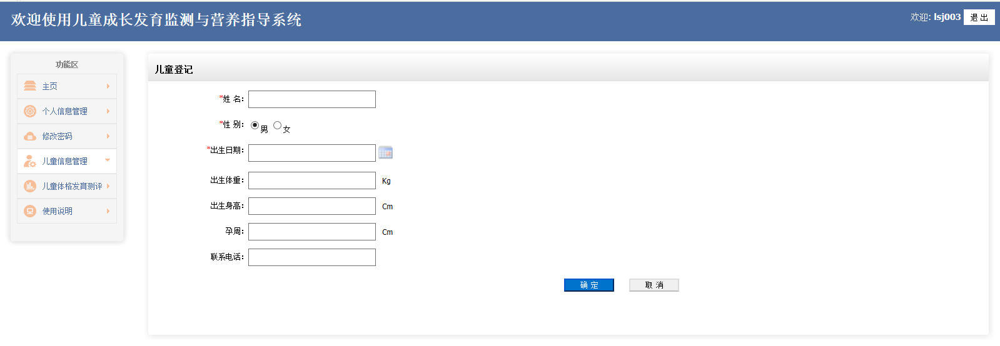 欢迎使用儿童成长发育监测与营养指导系统
欢迎: lsj003 退 出
功能区
主页
个人信息管理
修改密码
儿童信息管理
儿童体格发育测评
使用说明
儿童登记
*姓 名：
*性 别： 男 女
*出生日期：
出生体重： Kg
出生身高： Cm
孕周： Cm
联系电话：
确 定 取 消